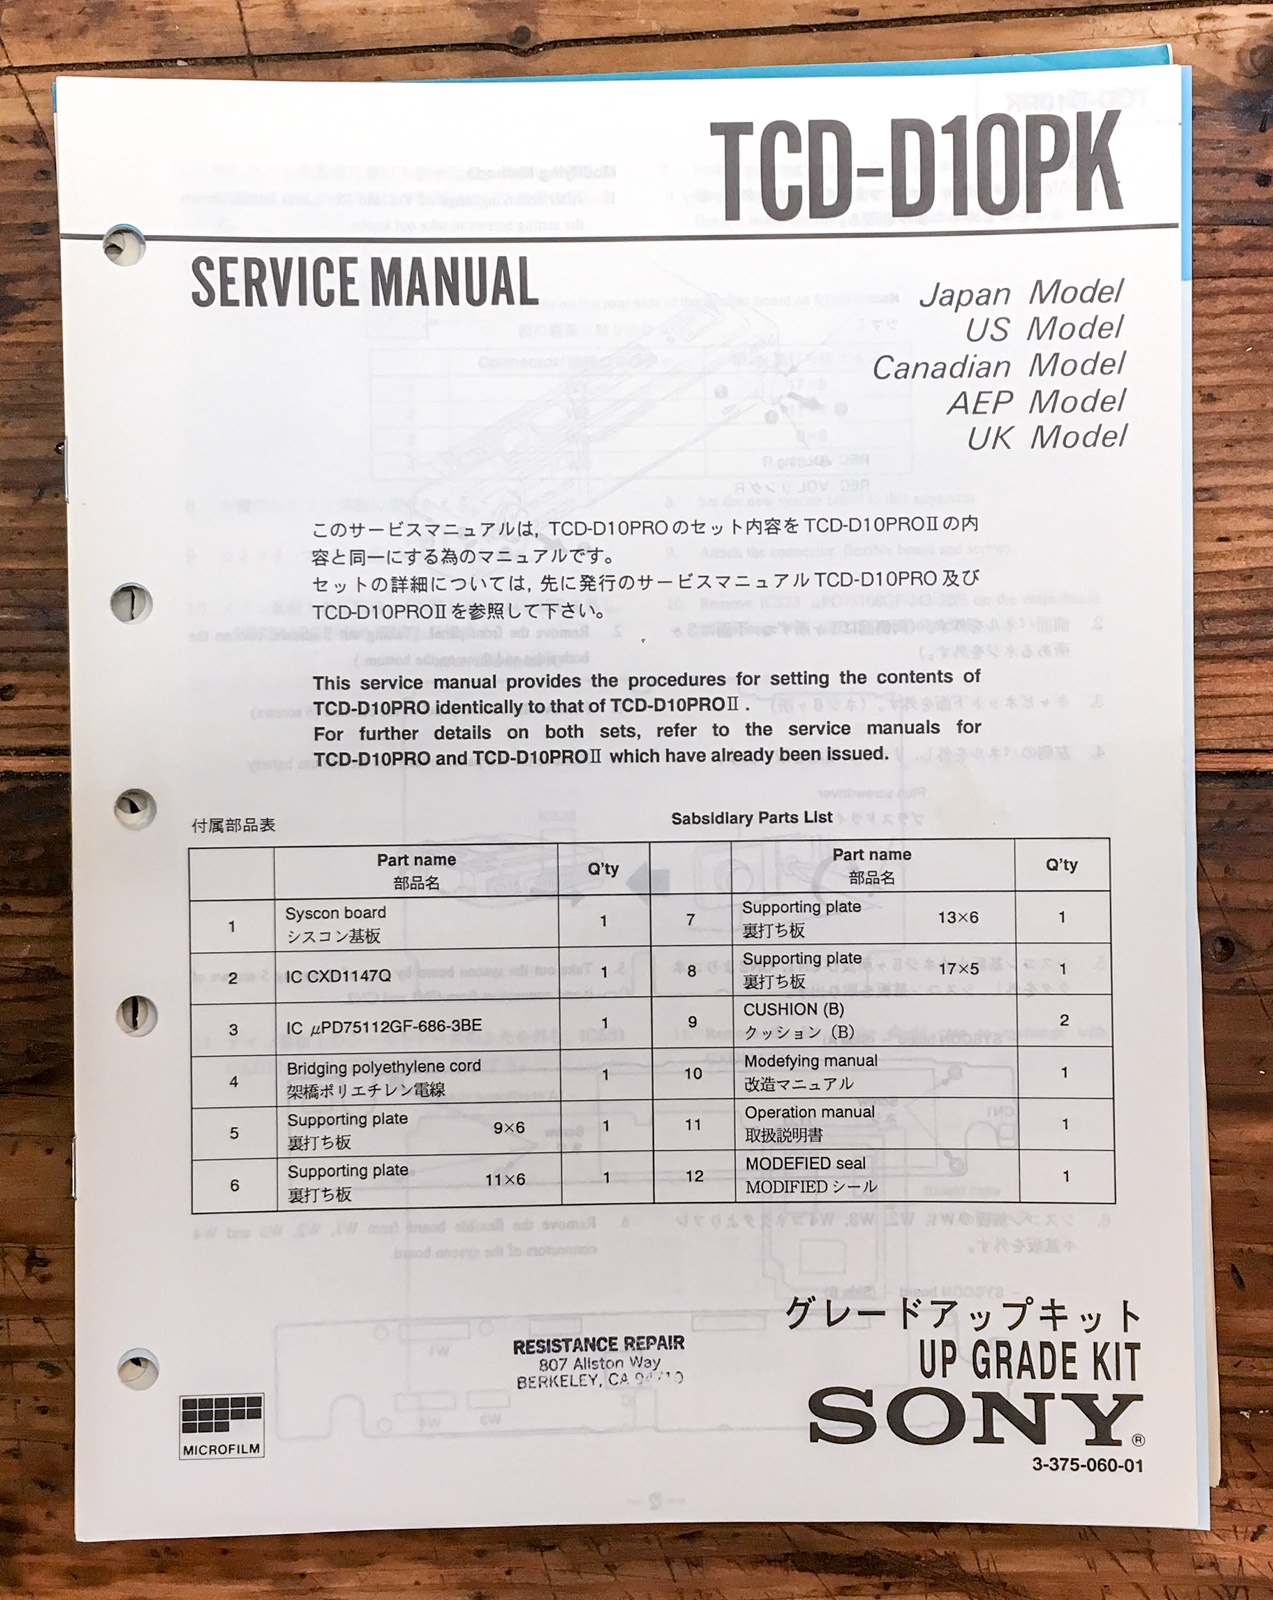 TCD-D10PK
SERVICE MANUAL
Japan Model
US Model
Canadian Model
AEP Model
UK Model
このサービスマニュアルは, TCD-D10PROのセット内容をTCD-D10PROⅡの内
容と同一にする為のマニュアルです。
セットの詳細については, 先に発行のサービスマニュアルTCD-D10PRO及び
TCD-D10PROⅡを参照して下さい。
This service manual provides the procedures for setting the contents of
TCD-D10PRO identically to that of TCD-D10PROⅡ.
For further details on both sets, refer to the service manuals for
TCD-D10PRO and TCD-D10PROⅡ which have already been issued.
付属部品表
Sabsidiary Parts List
Part name
部品名
Q'ty
Part name
部品名
Q'ty
1 Syscon board
シスコン基板
1
7 Supporting plate 13×6
裏打ち板
1
2 IC CXD1147Q 1
8 Supporting plate 17×5
裏打ち板
1
3 IC μPD75112GF-686-3BE 1
9 CUSHION (B)
クッション (B)
2
4 Bridging polyethylene cord
架橋ポリエチレン電線
1
10 Modefying manual
改造マニュアル
1
5 Supporting plate 9×6
裏打ち板
1
11 Operation manual
取扱説明書
1
6 Supporting plate 11×6
裏打ち板
1
12 MODEFIED seal
MODIFIEDシール
1
グレードアップキット
UP GRADE KIT
SONY®
3-375-060-01
RESISTANCE REPAIR
807 Allston Way
BERKELEY, CA
MICROFILM